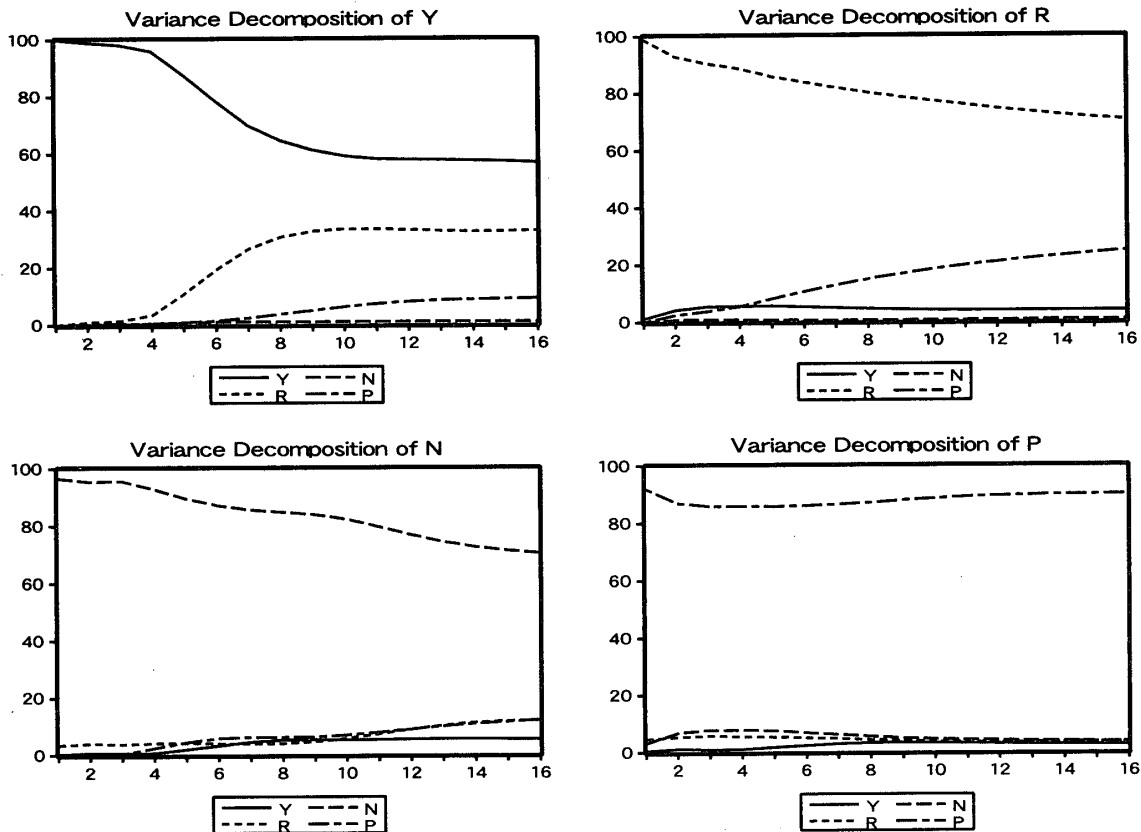 Variance Decomposition of Y
100
80
60
40
20
0
2 4 6 8 10 12 14 16
Y N
R P
Variance Decomposition of R
100
80
60
40
20
0
2 4 6 8 10 12 14 16
Y N
R P
Variance Decomposition of N
100
80
60
40
20
0
2 4 6 8 10 12 14 16
Y N
R P
Variance Decomposition of P
100
80
60
40
20
0
2 4 6 8 10 12 14 16
Y N
R P